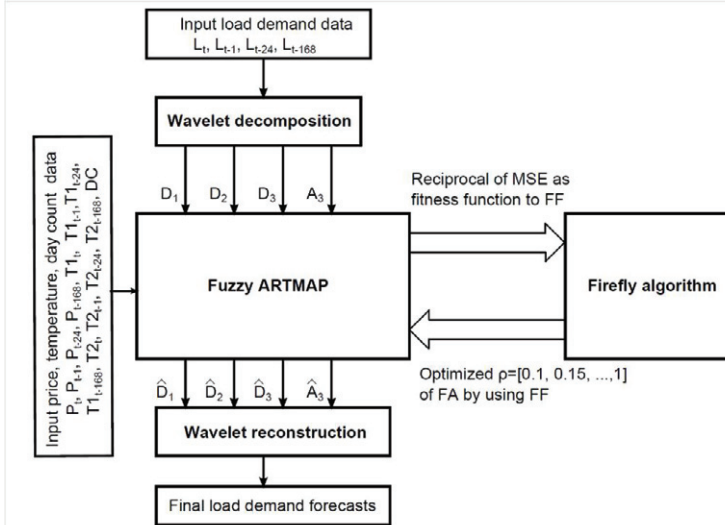 Input load demand data
Lt, Lt-1, Lt-24, Lt-168
Wavelet decomposition
D1 D2 D3 A3
Input price, temperature, day count data
Pt, Pt-1, Pt-24, Pt-168, T1t, T1t-1, T1t-24,
T1t-168, T2t, T2t-1, T2t-24, T2t-168, DC
Fuzzy ARTMAP
Reciprocal of MSE as
fitness function to FF
Firefly algorithm
Optimized ρ=[0.1, 0.15, ...,1]
of FA by using FF
D̂1 D̂2 D̂3 Â3
Wavelet reconstruction
Final load demand forecasts